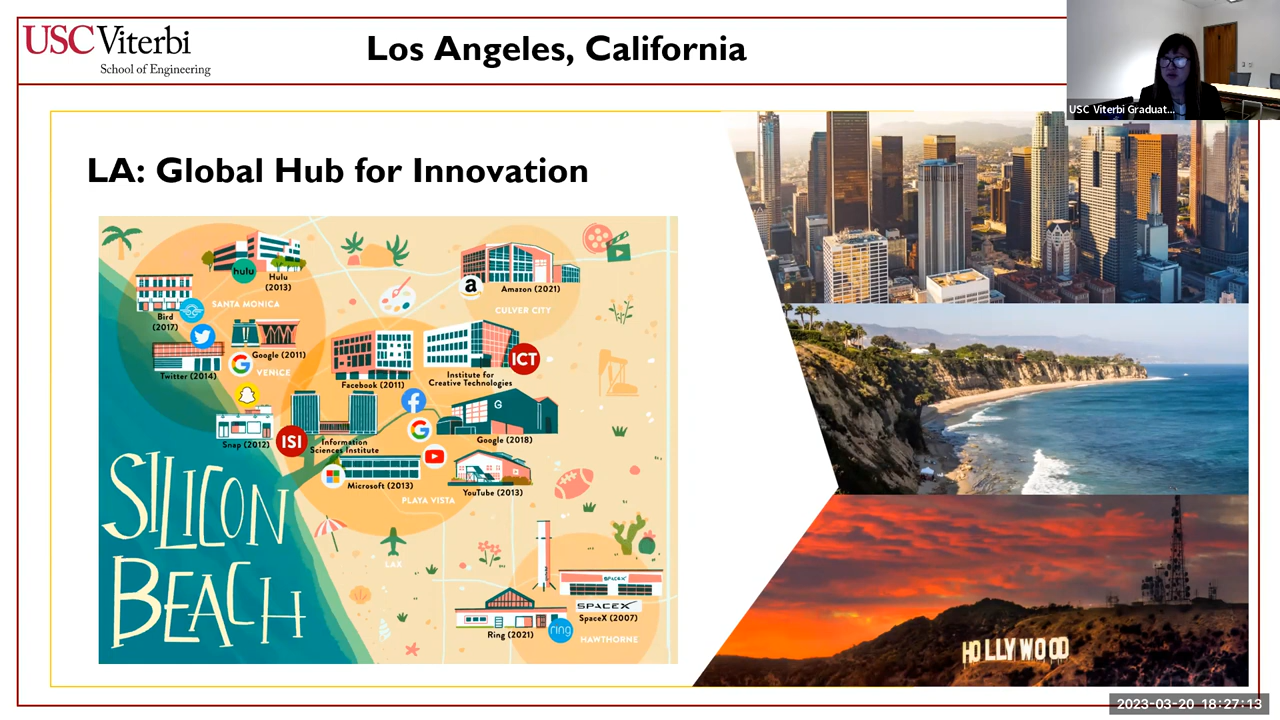 USC Viterbi
School of Engineering
Los Angeles, California
USC Viterbi Graduat...
LA: Global Hub for Innovation
hulu
Hulu
(2013)
a
Amazon (2021)
SANTA MONICA
CULVER CITY
Bird
(2017)
Google (2011)
VENICE
Twitter (2014)
Facebook (2011)
ICT
Institute for
Creative Technologies
G
Google (2018)
Snap (2012)
ISI
Information
Sciences Institute
Microsoft (2013)
YouTube (2013)
PLAYA VISTA
SILICON
BEACH
LAX
SPACEX
SPACEX
SpaceX (2007)
Ring (2021)
ring
HAWTHORNE
HOLLYWOOD
2023-03-20 18:27:13